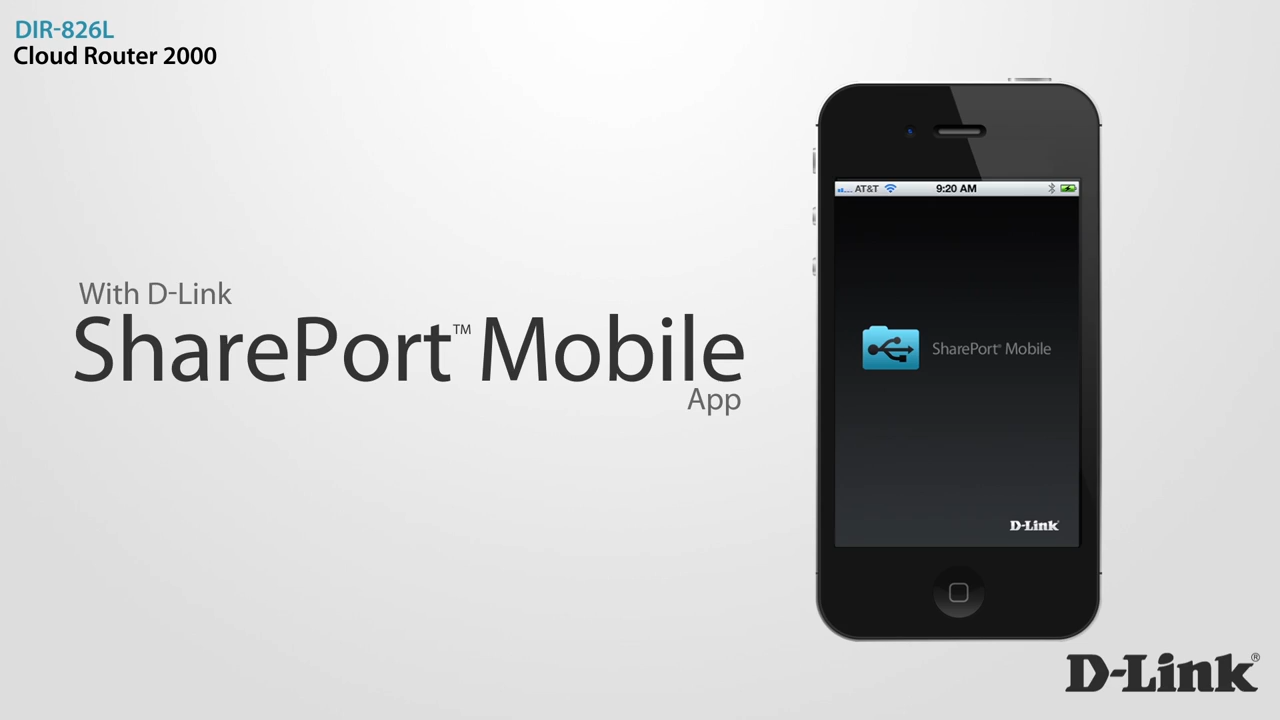 DIR-826L
Cloud Router 2000
With D-Link
SharePort™ Mobile
App
AT&T 9:20 AM
SharePort® Mobile
D-Link
D-Link®